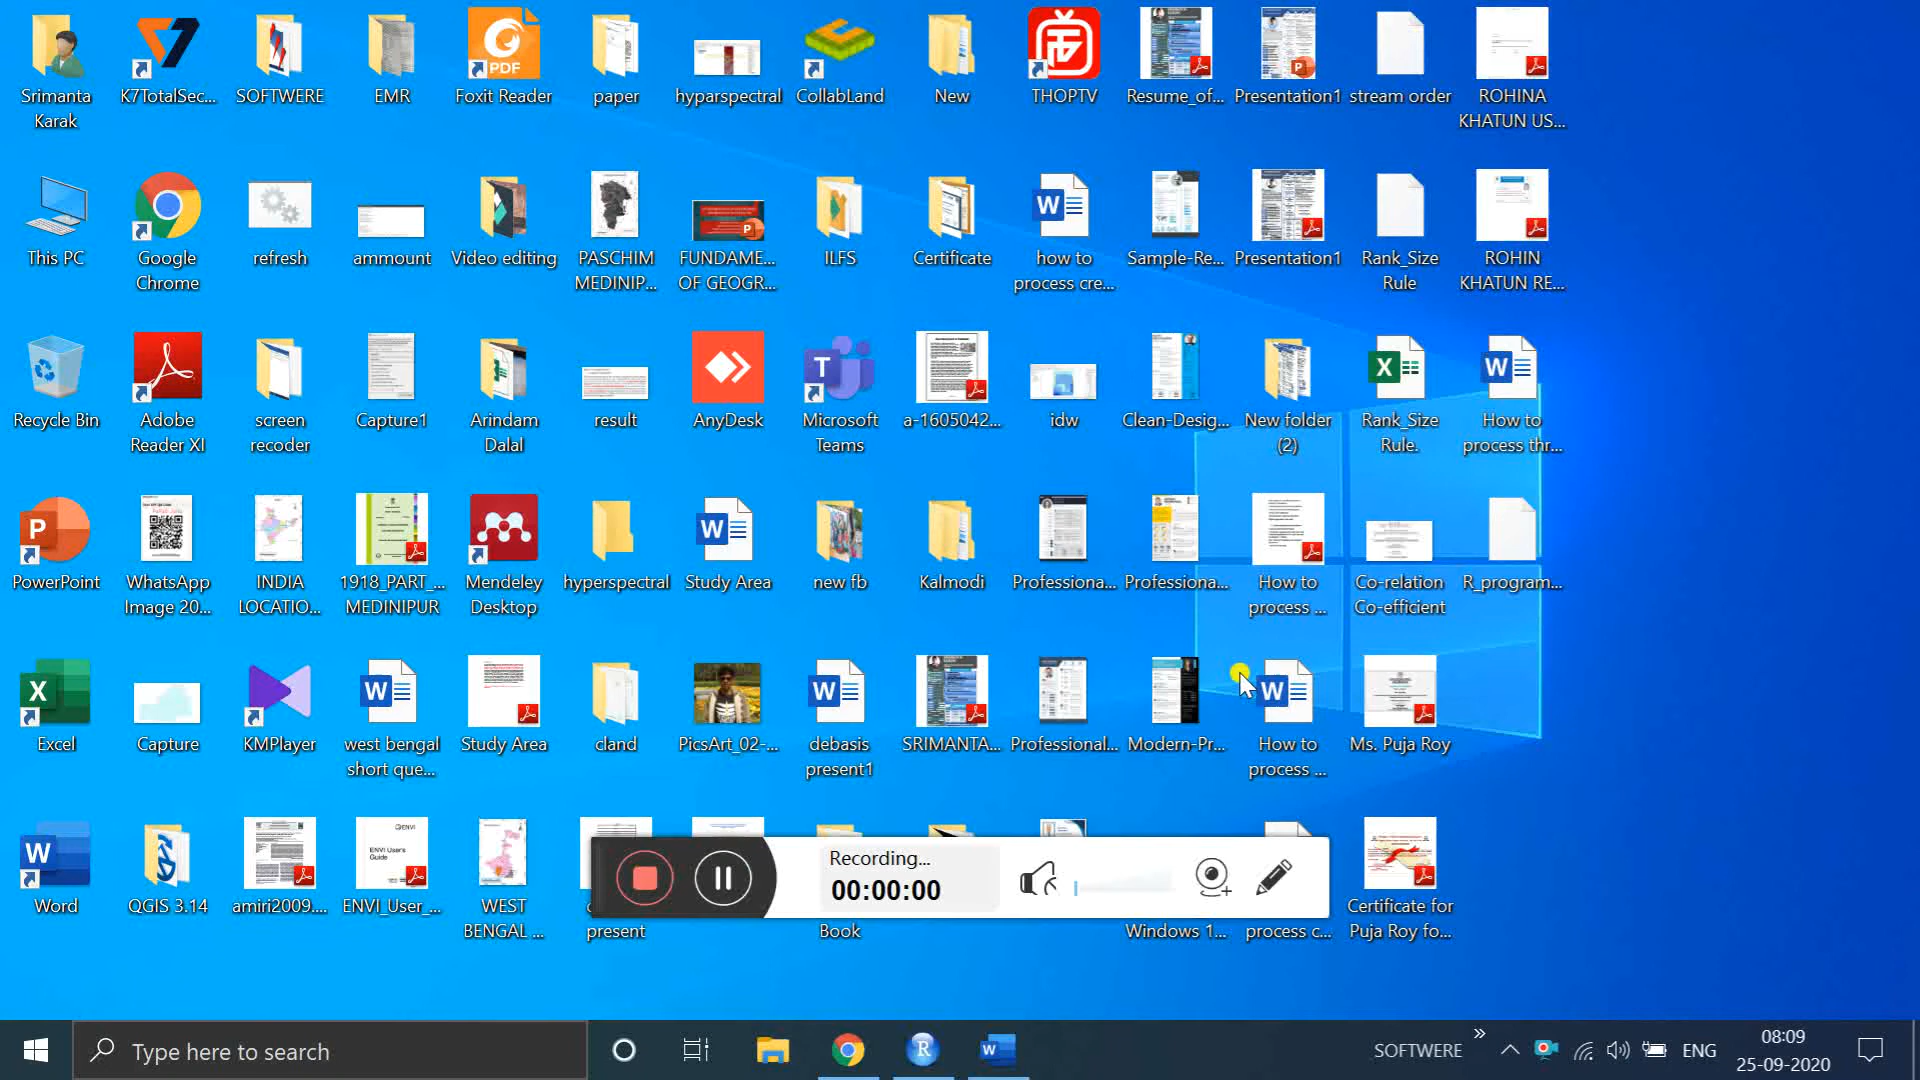 Srimanta
Karak
K7TotalSec...
SOFTWERE
EMR
Foxit Reader
paper
hyparspectral
CollabLand
New
THOPTV
Resume_of...
Presentation1
stream order
ROHINA
KHATUN US...
This PC
Google
Chrome
refresh
ammount
Video editing
PASCHIM
MEDINIP...
FUNDAME...
OF GEOGR...
ILFS
Certificate
how to
process cre...
Sample-Re...
Presentation1
Rank_Size
Rule
ROHIN
KHATUN RE...
Recycle Bin
Adobe
Reader XI
screen
recoder
Capture1
Arindam
Dalal
result
AnyDesk
Microsoft
Teams
a-1605042...
idw
Clean-Desig...
New folder
(2)
Rank_Size
Rule.
How to
process thr...
PowerPoint
WhatsApp
Image 20...
INDIA
LOCATIO...
1918_PART_...
MEDINIPUR
Mendeley
Desktop
hyperspectral
Study Area
new fb
Kalmodi
Professiona...
Professiona...
How to
process ...
Co-relation
Co-efficient
R_program...
Excel
Capture
KMPlayer
west bengal
short que...
Study Area
cland
PicsArt_02-...
debasis
present1
SRIMANTA...
Professional...
Modern-Pr...
How to
process ...
Ms. Puja Roy
Word
QGIS 3.14
amiri2009....
ENVI
ENVI User's
Guide
ENVI_User_...
WEST
BENGAL ...
present
Book
Windows 1...
process c...
Certificate for
Puja Roy fo...
Recording...
00:00:00
Type here to search
SOFTWERE
ENG
08:09
25-09-2020